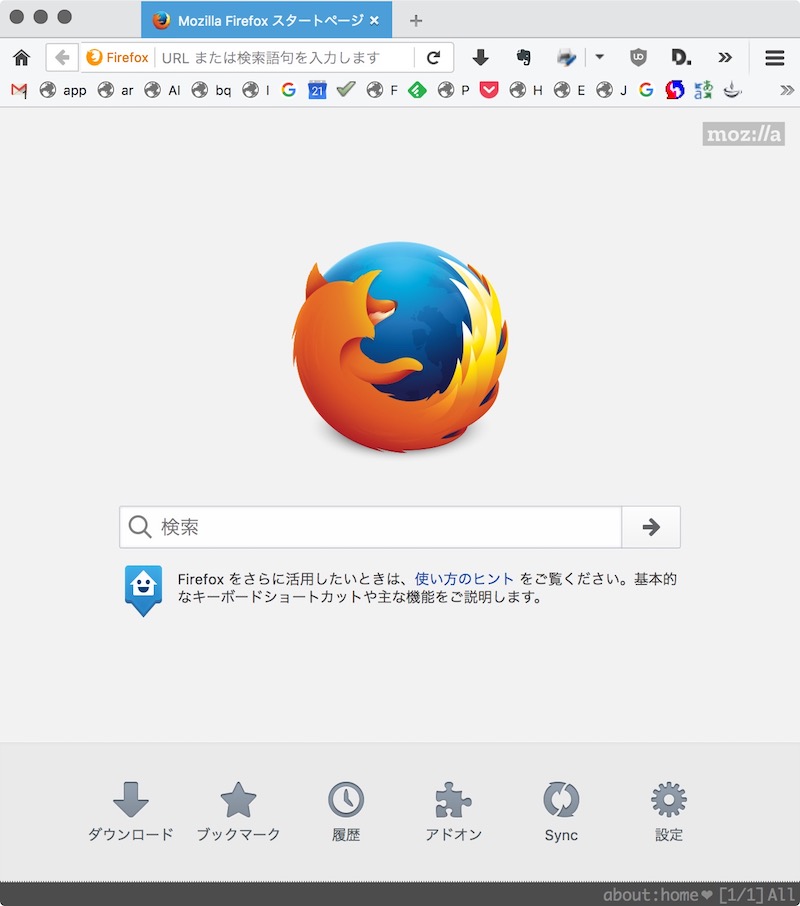 Mozilla Firefox スタートページ
Firefox URL または検索語句を入力します
D.
app ar AI bq I 21 F P H E J
moz://a
検索
Firefox をさらに活用したいときは、使い方のヒント をご覧ください。基本的
なキーボードショートカットや主な機能をご説明します。
ダウンロード ブックマーク 履歴 アドオン Sync 設定
about:home❤[1/1]All